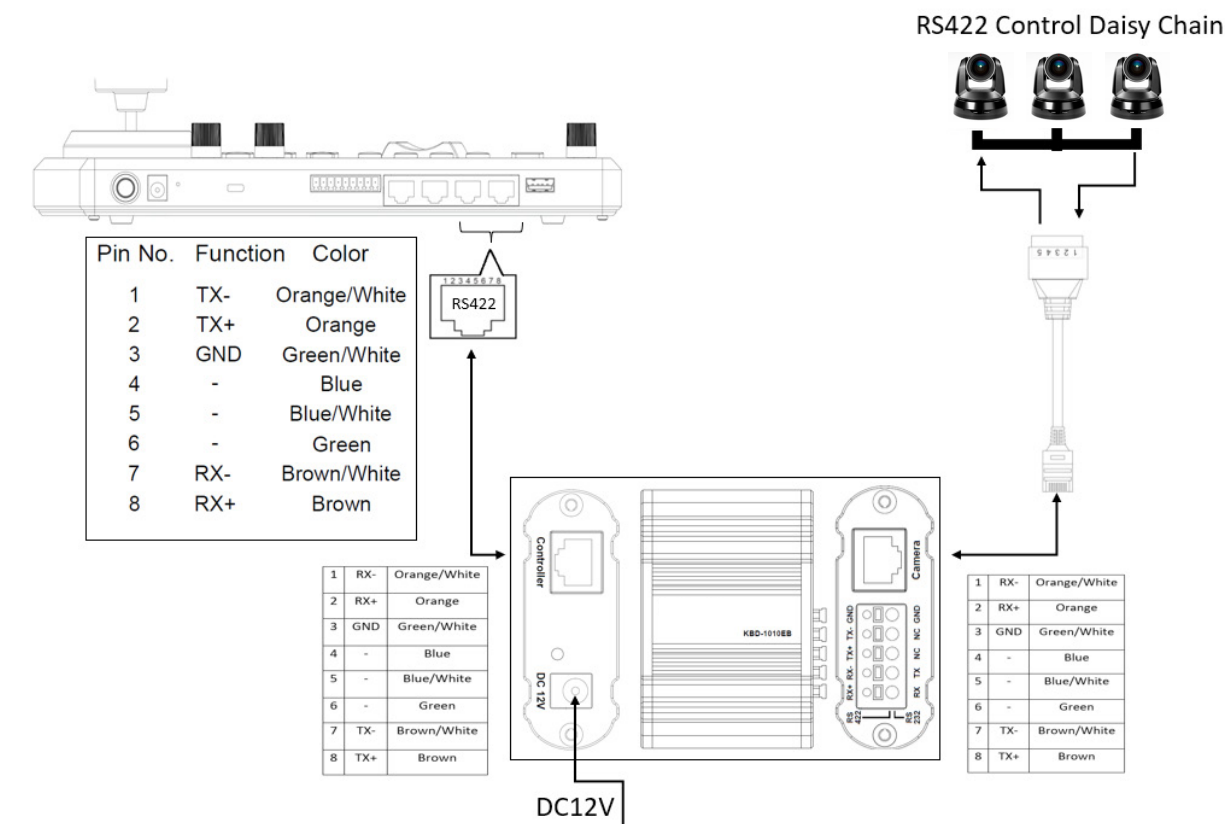 RS422 Control Daisy Chain
Pin No. Function Color
1 TX- Orange/White
2 TX+ Orange
3 GND Green/White
4 - Blue
5 - Blue/White
6 - Green
7 RX- Brown/White
8 RX+ Brown
12345678
RS422
1 2 3 4 5
Controller
DC 12V
KBD-1010EB
Camera
GND GND
TX- NC
TX+ NC
RX- TX
RX+ RX
RS 422
RS 232
1 RX- Orange/White
2 RX+ Orange
3 GND Green/White
4 - Blue
5 - Blue/White
6 - Green
7 TX- Brown/White
8 TX+ Brown
1 RX- Orange/White
2 RX+ Orange
3 GND Green/White
4 - Blue
5 - Blue/White
6 - Green
7 TX- Brown/White
8 TX+ Brown
DC12V